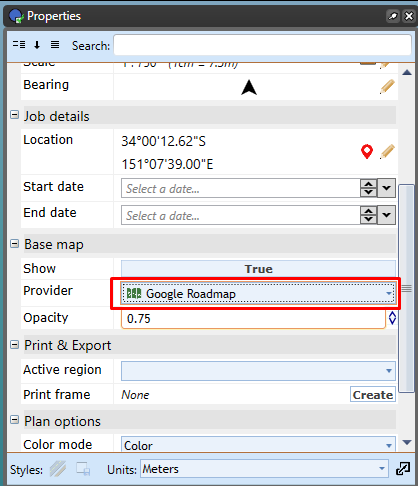 Properties
Search:
Scale 1 : 750 (1cm = 7.5m)
Bearing
Job details
Location 34°00'12.62"S
151°07'39.00"E
Start date Select a date...
End date Select a date...
Base map
Show True
Provider Google Roadmap
Opacity 0.75
Print & Export
Active region
Print frame None Create
Plan options
Color mode Color
Styles: Units: Meters